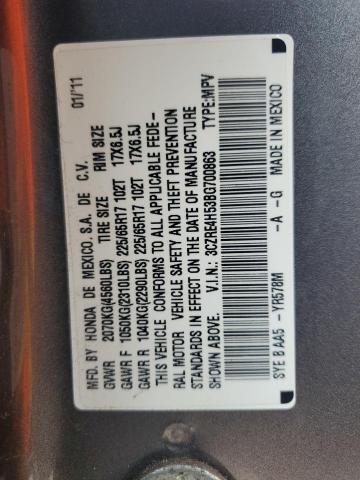 MFD. BY HONDA DE MEXICO, S.A. DE C.V. 01/'11
GVWR 2070KG(4560LBS) TIRE SIZE RIM SIZE
GAWR F 1050KG(2310LBS) 225/65R17 102T 17X6.5J
GAWR R 1040KG(2290LBS) 225/65R17 102T 17X6.5J
THIS VEHICLE CONFORMS TO ALL APPLICABLE FEDE-
RAL MOTOR VEHICLE SAFETY AND THEFT PREVENTION
STANDARDS IN EFFECT ON THE DATE OF MANUFACTURE
SHOWN ABOVE. V.I.N.: 3CZRE4H53BG700863 TYPE:MPV
SYE 8 AA5 -YR578M -A -G MADE IN MEXICO